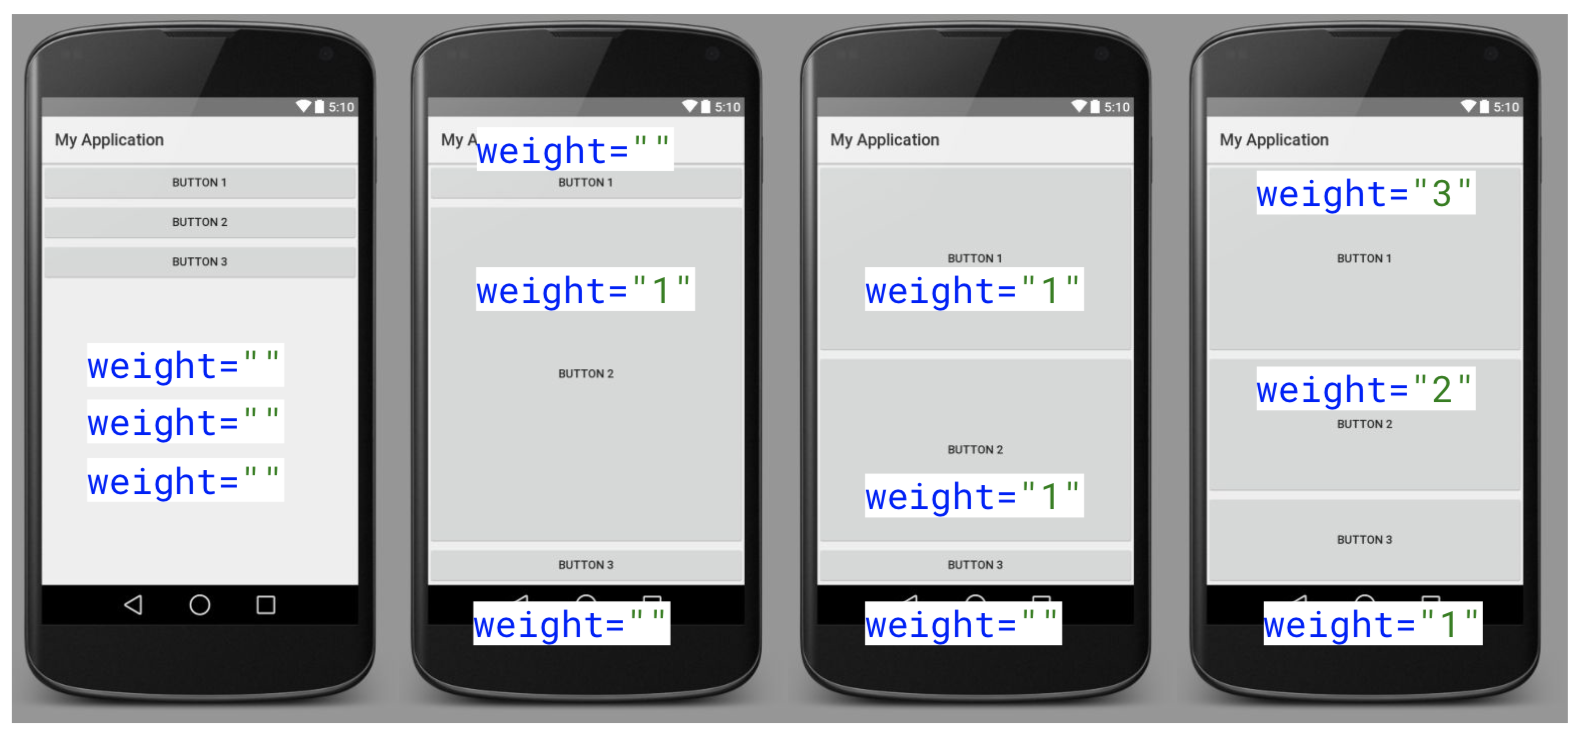 5:10
My Application
BUTTON 1
BUTTON 2
BUTTON 3
weight=""
weight=""
weight=""
5:10
My A
weight=""
BUTTON 1
weight="1"
BUTTON 2
BUTTON 3
weight=""
5:10
My Application
BUTTON 1
weight="1"
BUTTON 2
weight="1"
BUTTON 3
weight=""
5:10
My Application
weight="3"
BUTTON 1
weight="2"
BUTTON 2
BUTTON 3
weight="1"